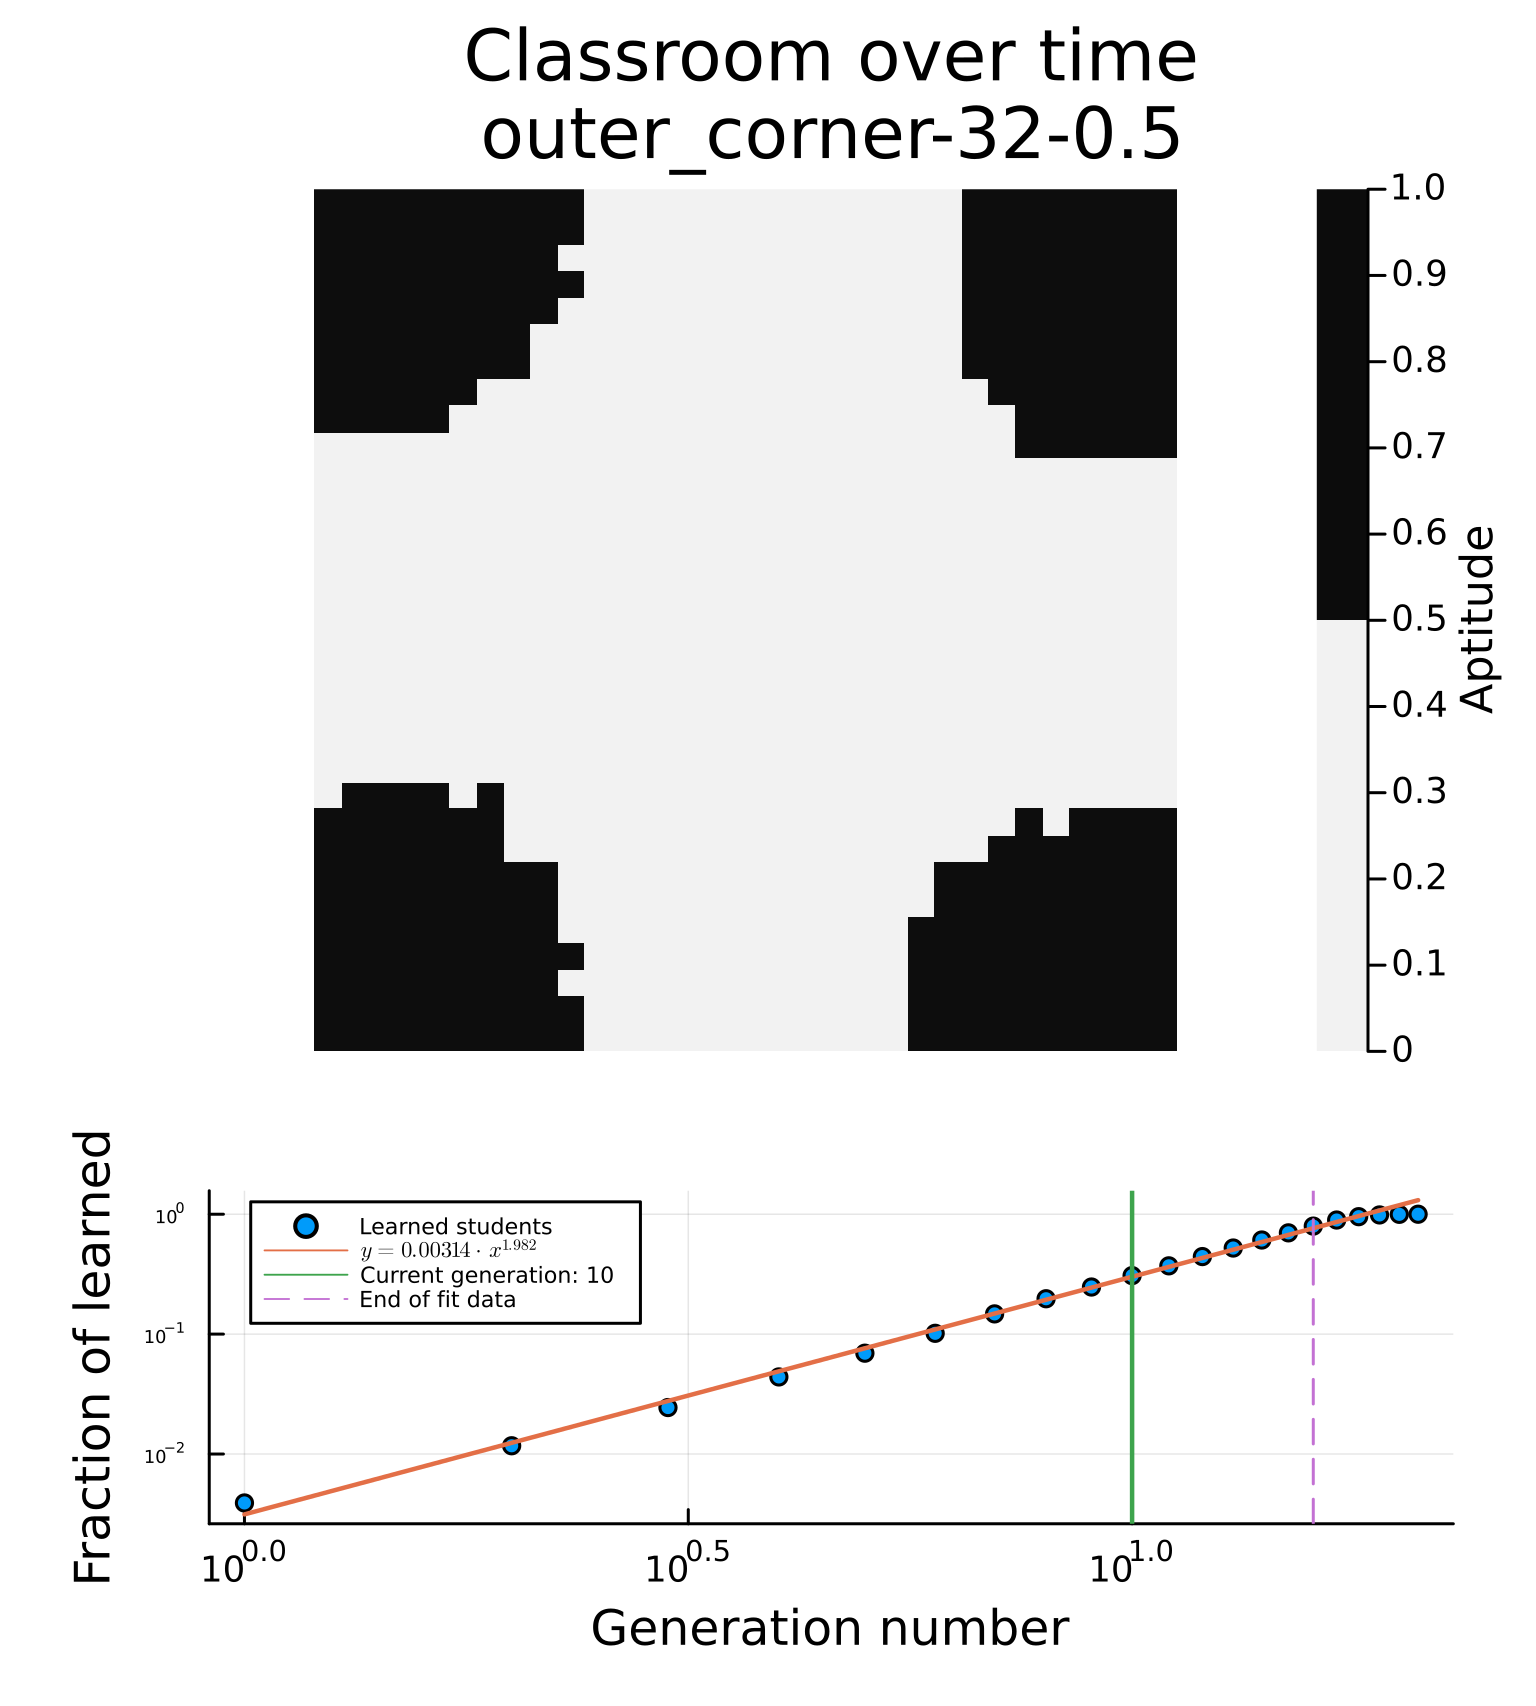 Classroom over time
outer_corner-32-0.5
1.0
0.9
0.8
0.7
0.6
0.5
0.4
0.3
0.2
0.1
0
Aptitude
Fraction of learned
10⁰
10⁻¹
10⁻²
Learned students
y = 0.00314 · x^1.982
Current generation: 10
End of fit data
10^0.0
10^0.5
10^1.0
Generation number